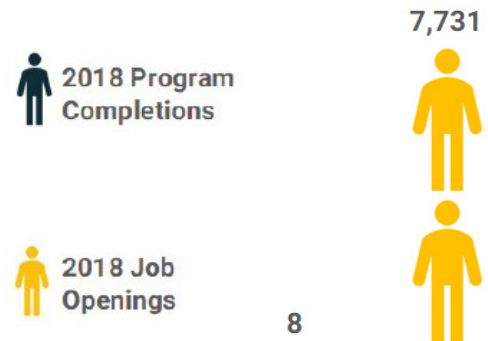 7,731
2018 Program
Completions
2018 Job
Openings
8